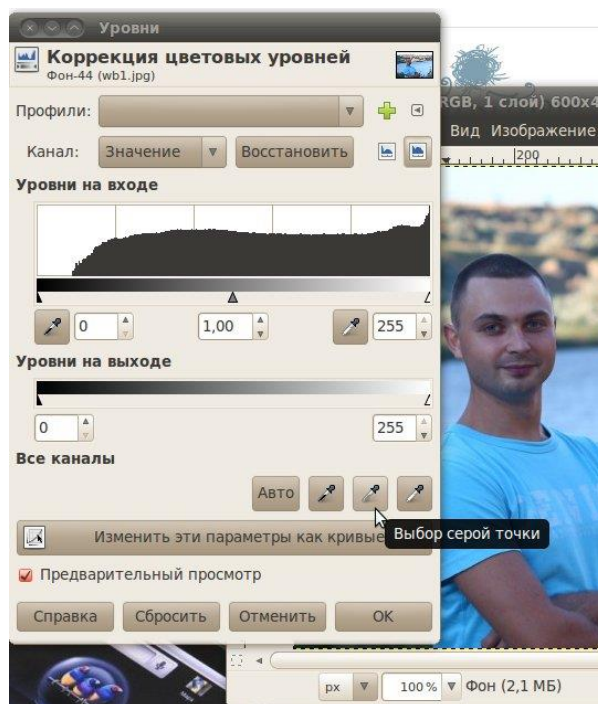 Уровни
Коррекция цветовых уровней
Фон-44 (wb1.jpg)
Профили:
Канал: Значение Восстановить
Уровни на входе
0 1,00 255
Уровни на выходе
0 255
Все каналы
Авто
Выбор серой точки
Изменить эти параметры как кривые
Предварительный просмотр
Справка Сбросить Отменить OK
RGB, 1 слой) 600x4
Вид Изображение
200
px 100 % Фон (2,1 МБ)